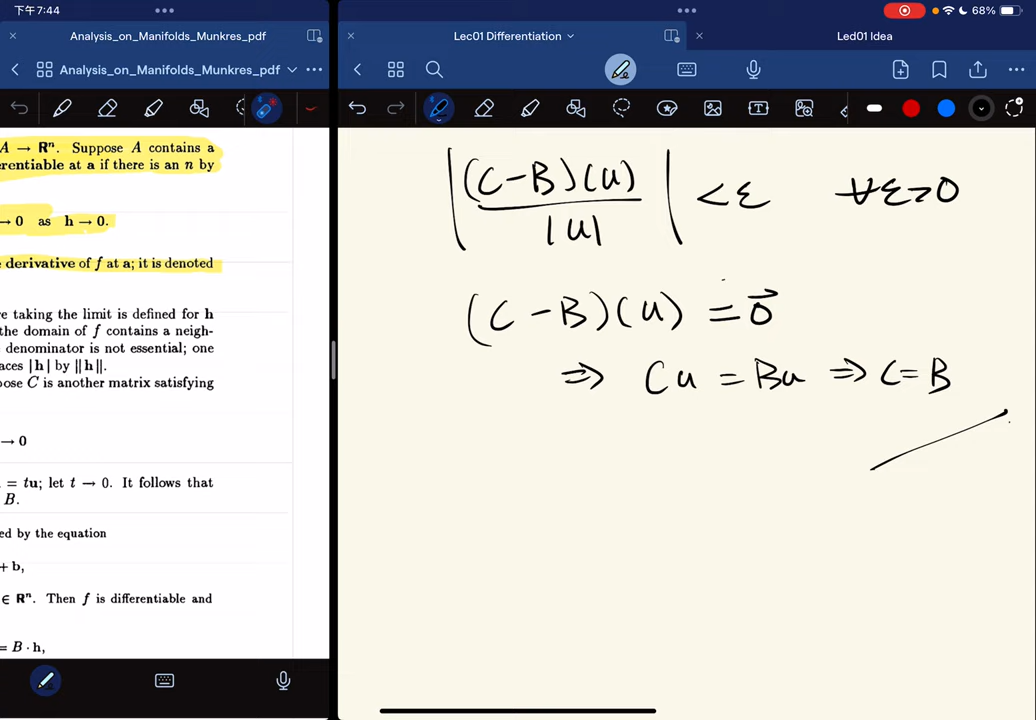 下午7:44
68%
Analysis_on_Manifolds_Munkres_pdf
Lec01 Differentiation
Led01 Idea
Analysis_on_Manifolds_Munkres_pdf
A → Rⁿ. Suppose A contains a
erentiable at a if there is an n by
→ 0 as h → 0.
e derivative of f at a; it is denoted
re taking the limit is defined for h
the domain of f contains a neigh-
denominator is not essential; one
aces |h| by ‖h‖.
pose C is another matrix satisfying
→ 0
= tu; let t → 0. It follows that
B.
ed by the equation
+ b,
∈ Rⁿ. Then f is differentiable and
= B · h,
|(C-B)(u)/|u|| < ε ∀ε>0
(C-B)(u) = 0⃗
⇒ Cu = Bu ⇒ C=B